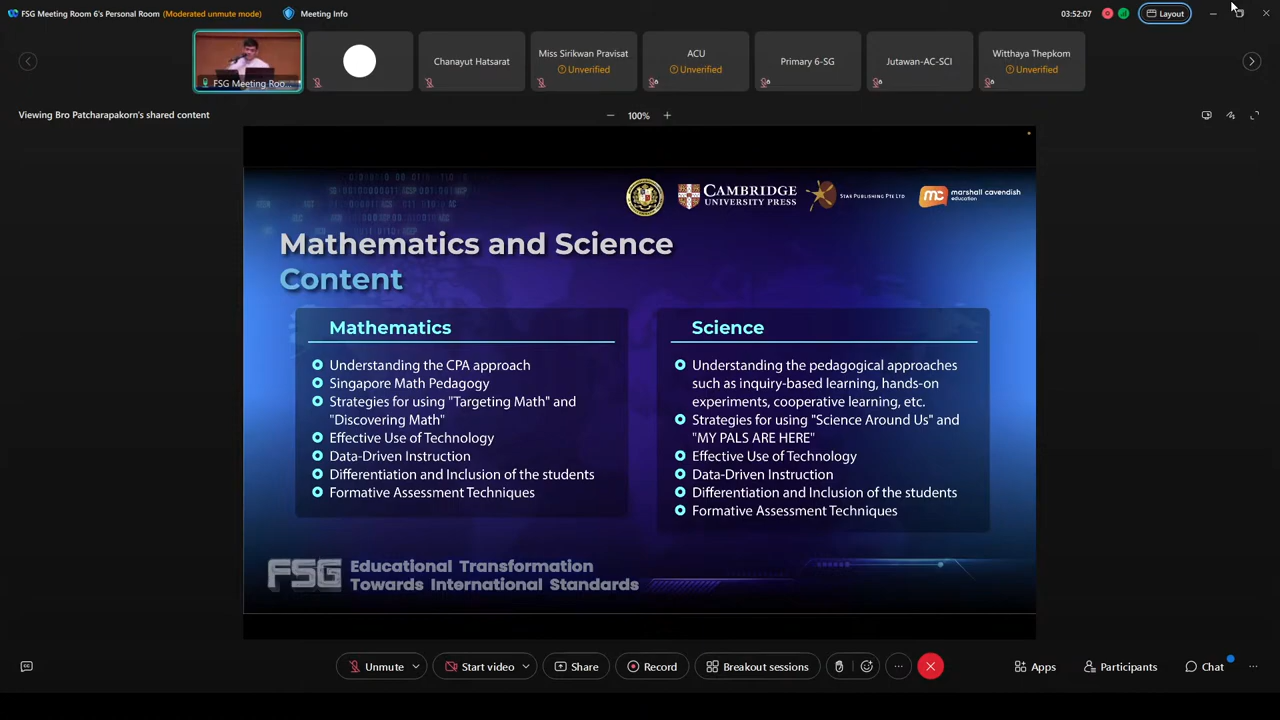 FSG Meeting Room 6's Personal Room (Moderated unmute mode) Meeting Info 03:52:07 Layout
FSG Meeting Roo...
Chanayut Hatsarat
Miss Sirikwan Pravisat
Unverified
ACU
Unverified
Primary 6-SG
Jutawan-AC-SCI
Witthaya Thepkom
Unverified
Viewing Bro Patcharapakorn's shared content
100%
CAMBRIDGE
UNIVERSITY PRESS
STAR PUBLISHING PTE LTD
mc marshall cavendish
education
Mathematics and Science
Content
Mathematics
Understanding the CPA approach
Singapore Math Pedagogy
Strategies for using "Targeting Math" and
"Discovering Math"
Effective Use of Technology
Data-Driven Instruction
Differentiation and Inclusion of the students
Formative Assessment Techniques
Science
Understanding the pedagogical approaches
such as inquiry-based learning, hands-on
experiments, cooperative learning, etc.
Strategies for using "Science Around Us" and
"MY PALS ARE HERE"
Effective Use of Technology
Data-Driven Instruction
Differentiation and Inclusion of the students
Formative Assessment Techniques
FSG Educational Transformation
Towards International Standards
Unmute Start video Share Record Breakout sessions Apps Participants Chat